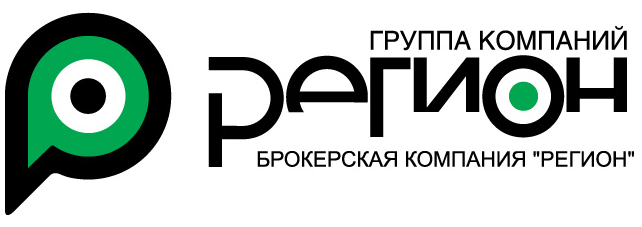 ГРУППА КОМПАНИЙ
РЕГИОН
БРОКЕРСКАЯ КОМПАНИЯ "РЕГИОН"